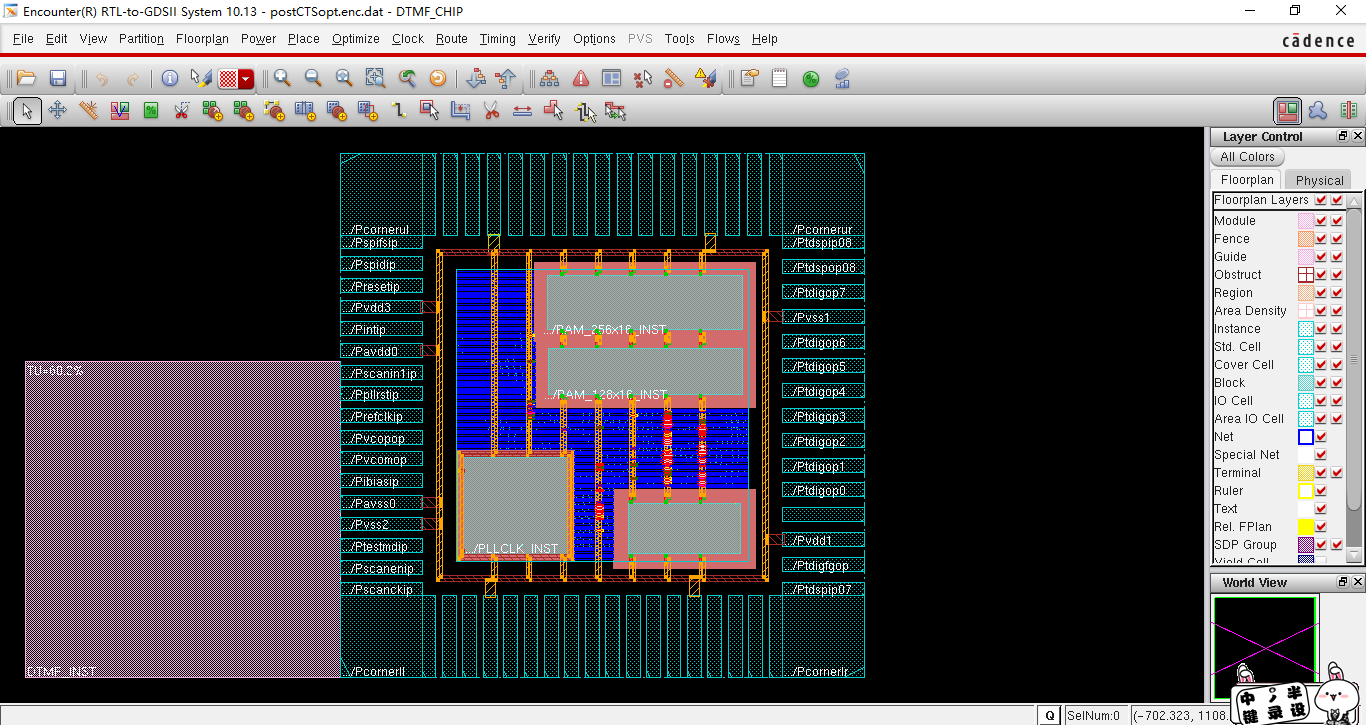 Encounter(R) RTL-to-GDSII System 10.13 - postCTSopt.enc.dat - DTMF_CHIP
File Edit View Partition Floorplan Power Place Optimize Clock Route Timing Verify Options PVS Tools Flows Help
cādence
Layer Control
All Colors
Floorplan Physical
Floorplan Layers
Module
Fence
Guide
Obstruct
Region
Area Density
Instance
Std. Cell
Cover Cell
Block
IO Cell
Area IO Cell
Net
Special Net
Terminal
Ruler
Text
Rel. FPlan
SDP Group
Yield Cell
World View
TU=60.2%
DTMF_INST
.../Pcornerul
.../Pspifsip
.../Pspidip
.../Presetip
.../Pvdd3
.../Pintip
.../Pavdd0
.../Pscanin1ip
.../Ppllrstip
.../Prefclkip
.../Pvcopop
.../Pvcomop
.../Pibiasip
.../Pavss0
.../Pvss2
.../Ptestmdip
.../Pscanenip
.../Pscanckip
.../Pcornerll
.../RAM_256x16_INST
.../RAM_128x16_INST
.../PLLCLK_INST
.../Pcornerur
.../Ptdspip08
.../Ptdspop08
.../Ptdigop7
.../Pvss1
.../Ptdigop6
.../Ptdigop5
.../Ptdigop4
.../Ptdigop3
.../Ptdigop2
.../Ptdigop1
.../Ptdigop0
.../Pvdd1
.../Ptdigfgop
.../Ptdspip07
.../Pcornerlr
Q SelNum:0 (-702.323, 1108.
中 半
键 录 设